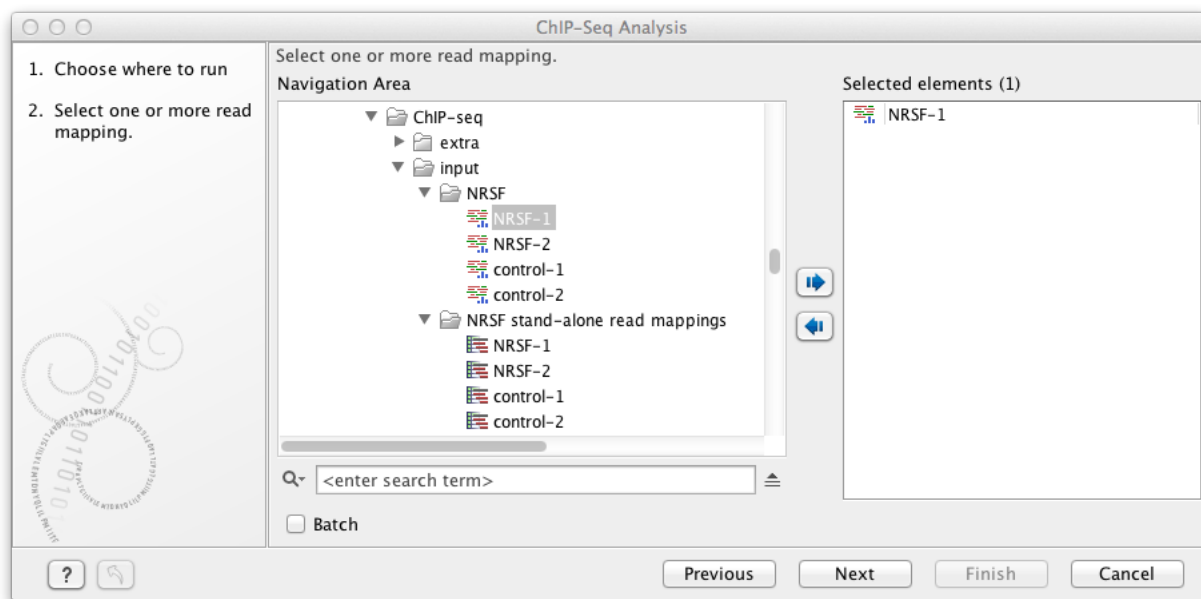 ChIP-Seq Analysis
1. Choose where to run
2. Select one or more read
mapping.
Select one or more read mapping.
Navigation Area
ChIP-seq
extra
input
NRSF
NRSF-1
NRSF-2
control-1
control-2
NRSF stand-alone read mappings
NRSF-1
NRSF-2
control-1
control-2
<enter search term>
Batch
Selected elements (1)
NRSF-1
?
Previous
Next
Finish
Cancel